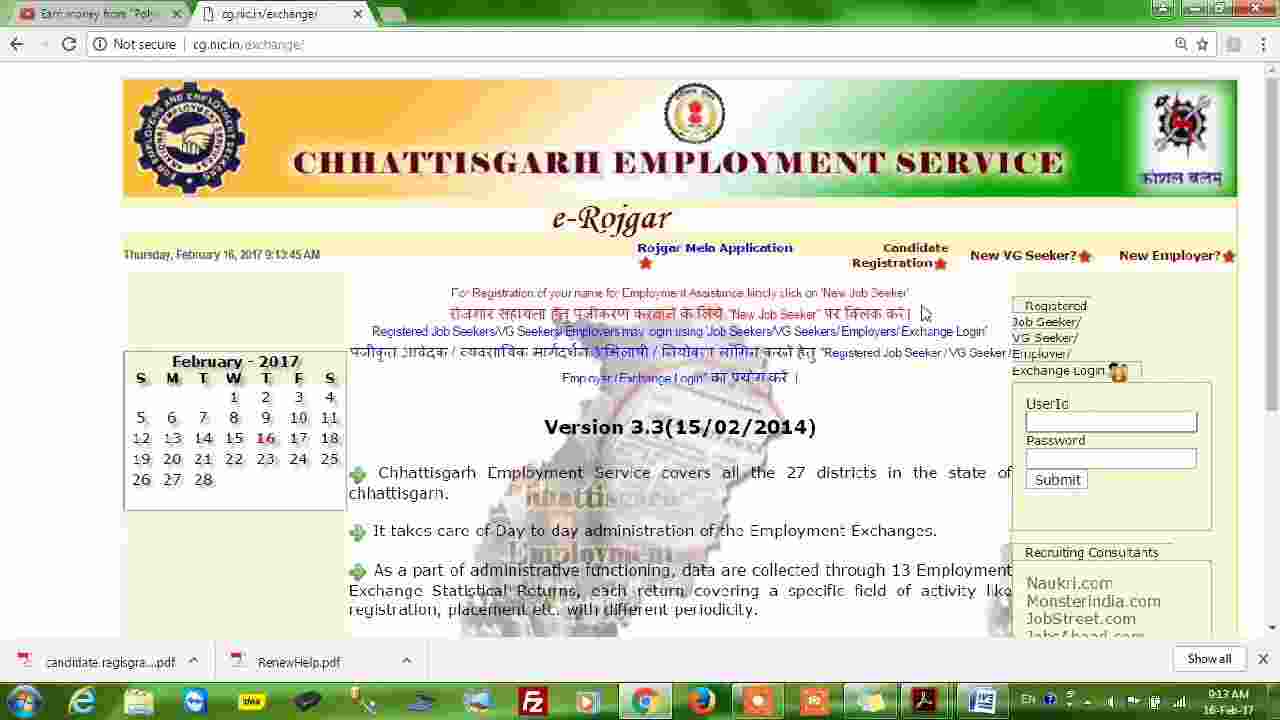 cg.nic.in/exchange/
Not secure | cg.nic.in/exchange/
CHHATTISGARH EMPLOYMENT SERVICE
कौशल बलम्
e-Rojgar
Thursday, February 16, 2017 9:13:45 AM
Rojgar Mela Application
Candidate Registration
New VG Seeker?
New Employer?
For Registration of your name for Employment Assistance kindly click on "New Job Seeker"
रोजगार सहायता हेतु पंजीकरण करवाने के लिये "New Job Seeker" पर क्लिक करें।
Registered Job Seekers/VG Seekers/ Employers may login using 'Job Seekers/VG Seekers/ Employers/ Exchange Login"
पंजीकृत आवेदक / व्यवसायिक मार्गदर्शन अभिलाषी / नियोक्ता लॉगिन करने हेतु "Registered Job Seeker / VG Seeker /
Employer / Exchange Login" का प्रयोग करें ।
Version 3.3(15/02/2014)
Chhattisgarh Employment Service covers all the 27 districts in the state of
chhattisgarh.
It takes care of Day to day administration of the Employment Exchanges.
As a part of administrative functioning, data are collected through 13 Employment
Exchange Statistical Returns, each return covering a specific field of activity like
registration, placement etc. with different periodicity.
February - 2017
S M T W T F S
1 2 3 4
5 6 7 8 9 10 11
12 13 14 15 16 17 18
19 20 21 22 23 24 25
26 27 28
Registered
Job Seeker/
VG Seeker/
Employer/
Exchange Login
UserId
Password
Submit
Recruiting Consultants
Naukri.com
Monsterindia.com
JobStreet.com
candidate regisgra...pdf
RenewHelp.pdf
Show all
EN
9:13 AM
16-Feb-17